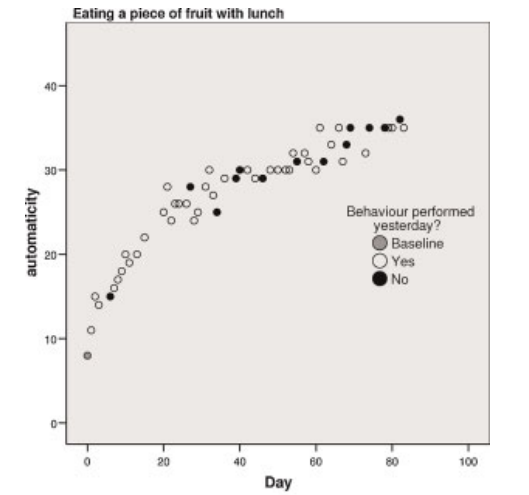 Eating a piece of fruit with lunch
40
30
20
10
0
automaticity
Behaviour performed
yesterday?
Baseline
Yes
No
0 20 40 60 80 100
Day